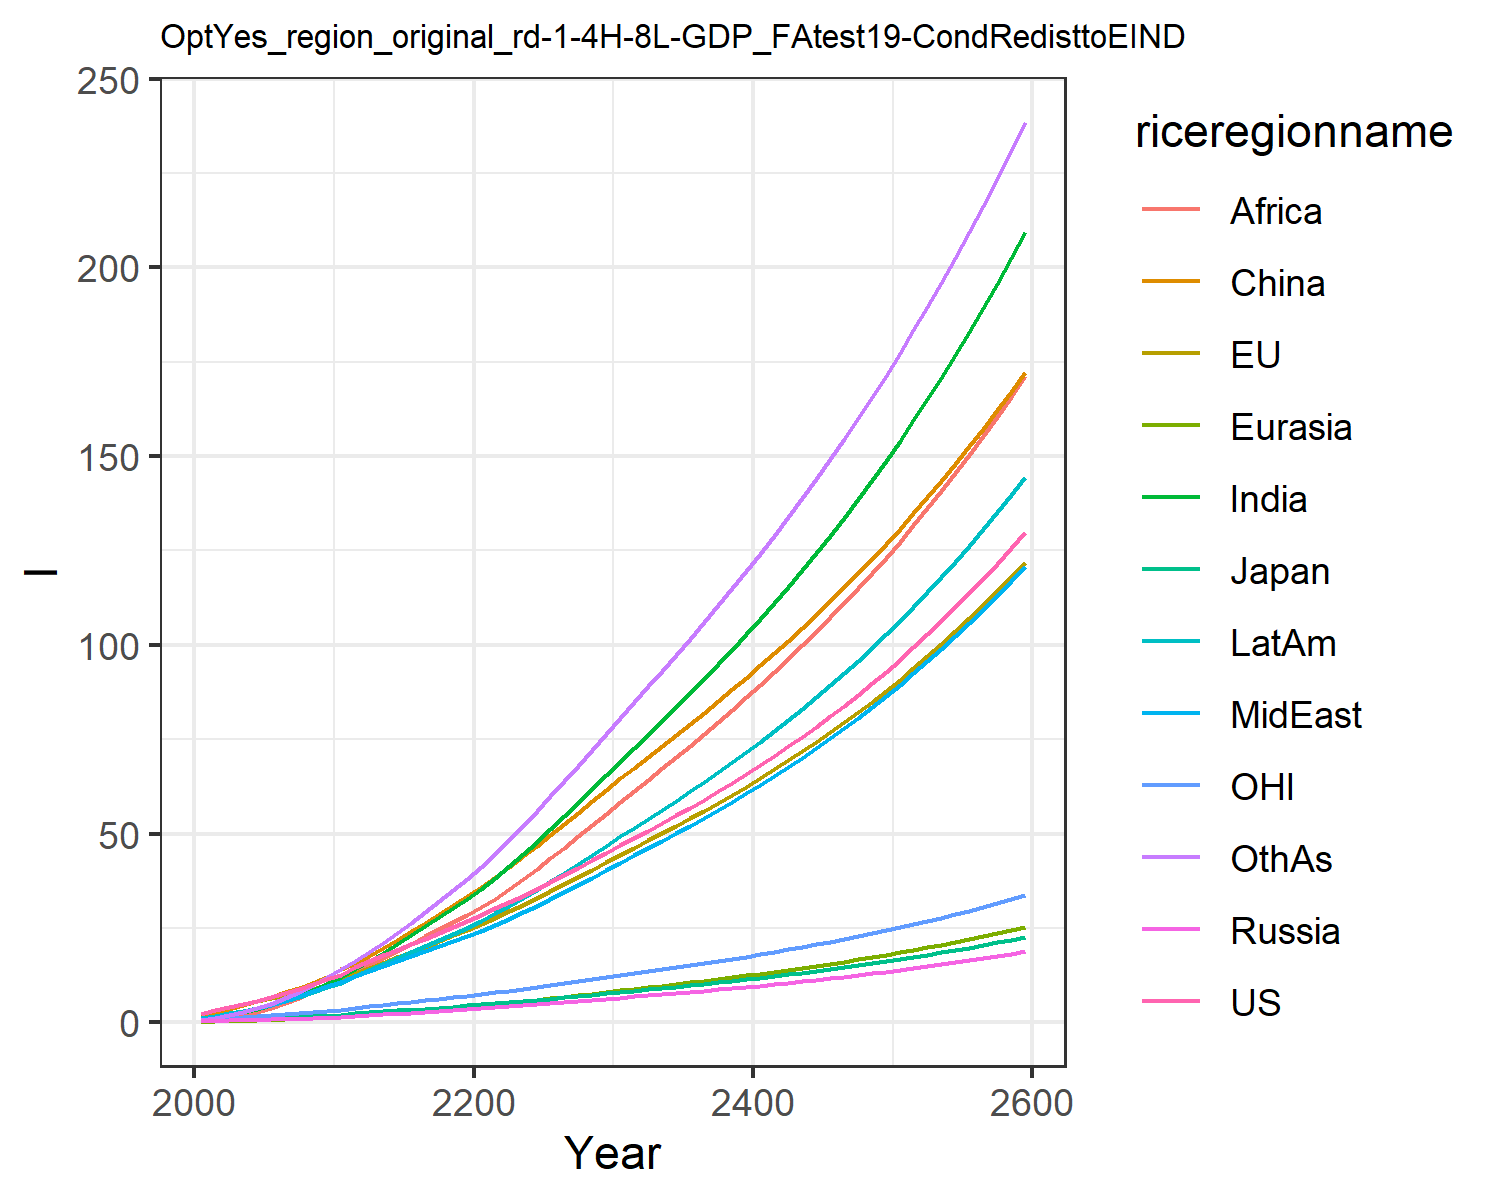 OptYes_region_original_rd-1-4H-8L-GDP_FAtest19-CondRedisttoEIND
250
200
150
100
50
0
I
2000 2200 2400 2600
Year
riceregionname
Africa
China
EU
Eurasia
India
Japan
LatAm
MidEast
OHI
OthAs
Russia
US